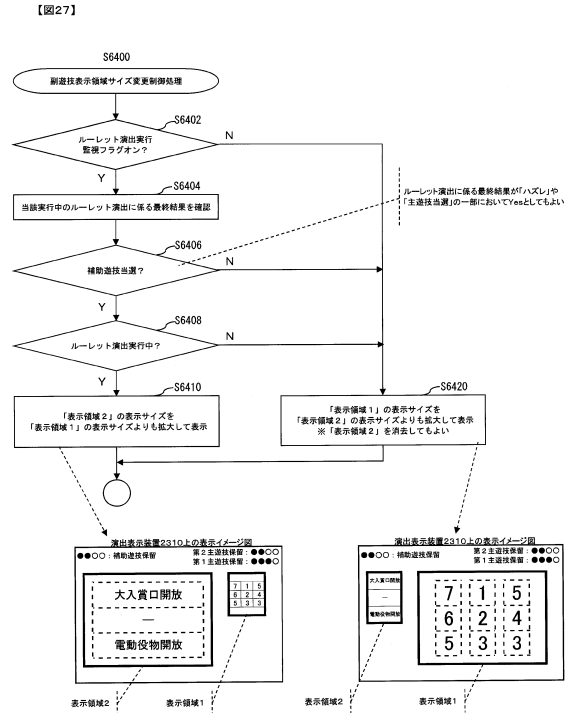 【図27】
S6400
副遊技表示領域サイズ変更制御処理
S6402
ルーレット演出実行
監視フラグオン?
N
Y
S6404
当該実行中のルーレット演出に係る最終結果を確認
ルーレット演出に係る最終結果が「ハズレ」や
「主遊技当選」の一部においてYesとしてもよい
S6406
補助遊技当選?
N
Y
S6408
ルーレット演出実行中?
N
Y
S6410
「表示領域2」の表示サイズを
「表示領域1」の表示サイズよりも拡大して表示
S6420
「表示領域1」の表示サイズを
「表示領域2」の表示サイズよりも拡大して表示
※「表示領域2」を消去してもよい
演出表示装置2310上の表示イメージ図
●●○○:補助遊技保留
第2主遊技保留:●●○○
第1主遊技保留:●●●○
大入賞口開放
―
電動役物開放
7 1 5
6 2 4
5 3 3
表示領域2
表示領域1
演出表示装置2310上の表示イメージ図
●●○○:補助遊技保留
第2主遊技保留:●●○○
第1主遊技保留:●●●○
大入賞口開放
―
電動役物開放
7 1 5
6 2 4
5 3 3
表示領域2
表示領域1